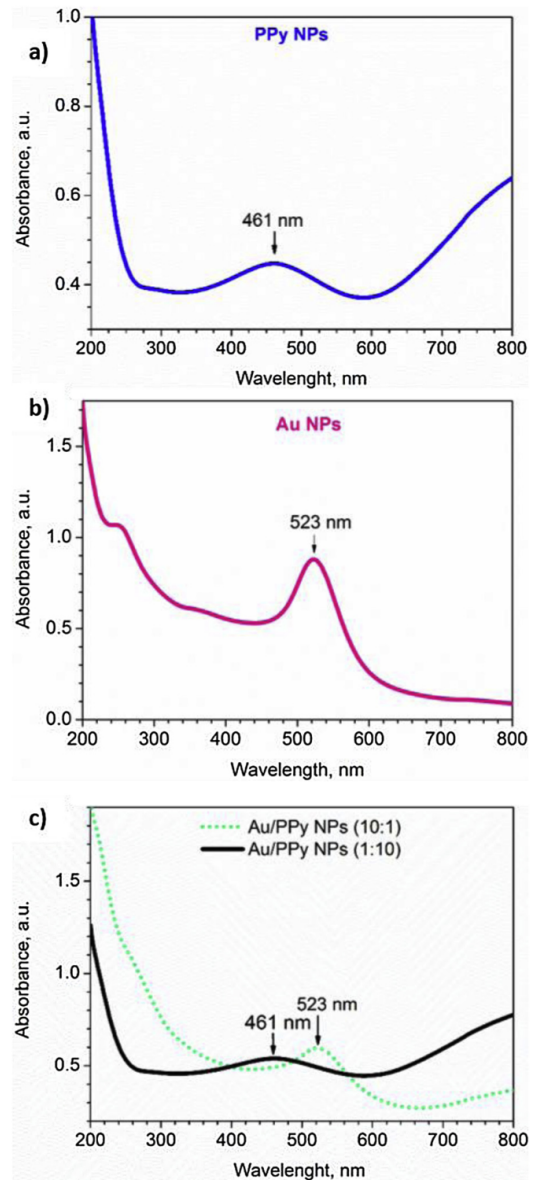 a)
PPy NPs
1.0
0.8
0.6
0.4
461 nm
Absorbance, a.u.
200 300 400 500 600 700 800
Wavelenght, nm
b)
Au NPs
1.5
1.0
0.5
0.0
523 nm
Absorbance, a.u.
200 300 400 500 600 700 800
Wavelength, nm
c)
Au/PPy NPs (10:1)
Au/PPy NPs (1:10)
1.5
1.0
0.5
523 nm
461 nm
Absorbance, a.u.
200 300 400 500 600 700 800
Wavelenght, nm